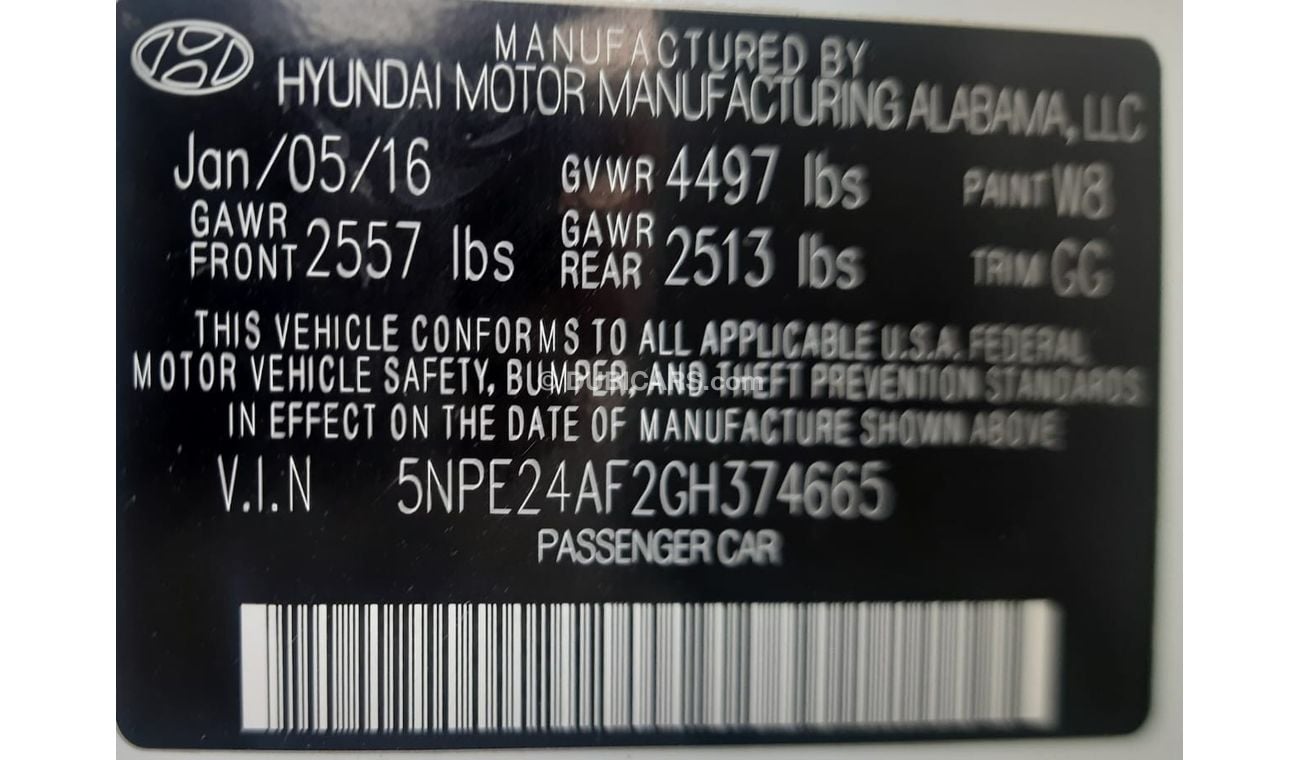 MANUFACTURED BY
HYUNDAI MOTOR MANUFACTURING ALABAMA, LLC
Jan/05/16 GVWR 4497 lbs PAINT W8
GAWR FRONT 2557 lbs GAWR REAR 2513 lbs TRIM GG
THIS VEHICLE CONFORMS TO ALL APPLICABLE U.S.A. FEDERAL
MOTOR VEHICLE SAFETY, BUMPER, AND THEFT PREVENTION STANDARDS
IN EFFECT ON THE DATE OF MANUFACTURE SHOWN ABOVE
© DUBICARS.com
V.I.N 5NPE24AF2GH374665
PASSENGER CAR